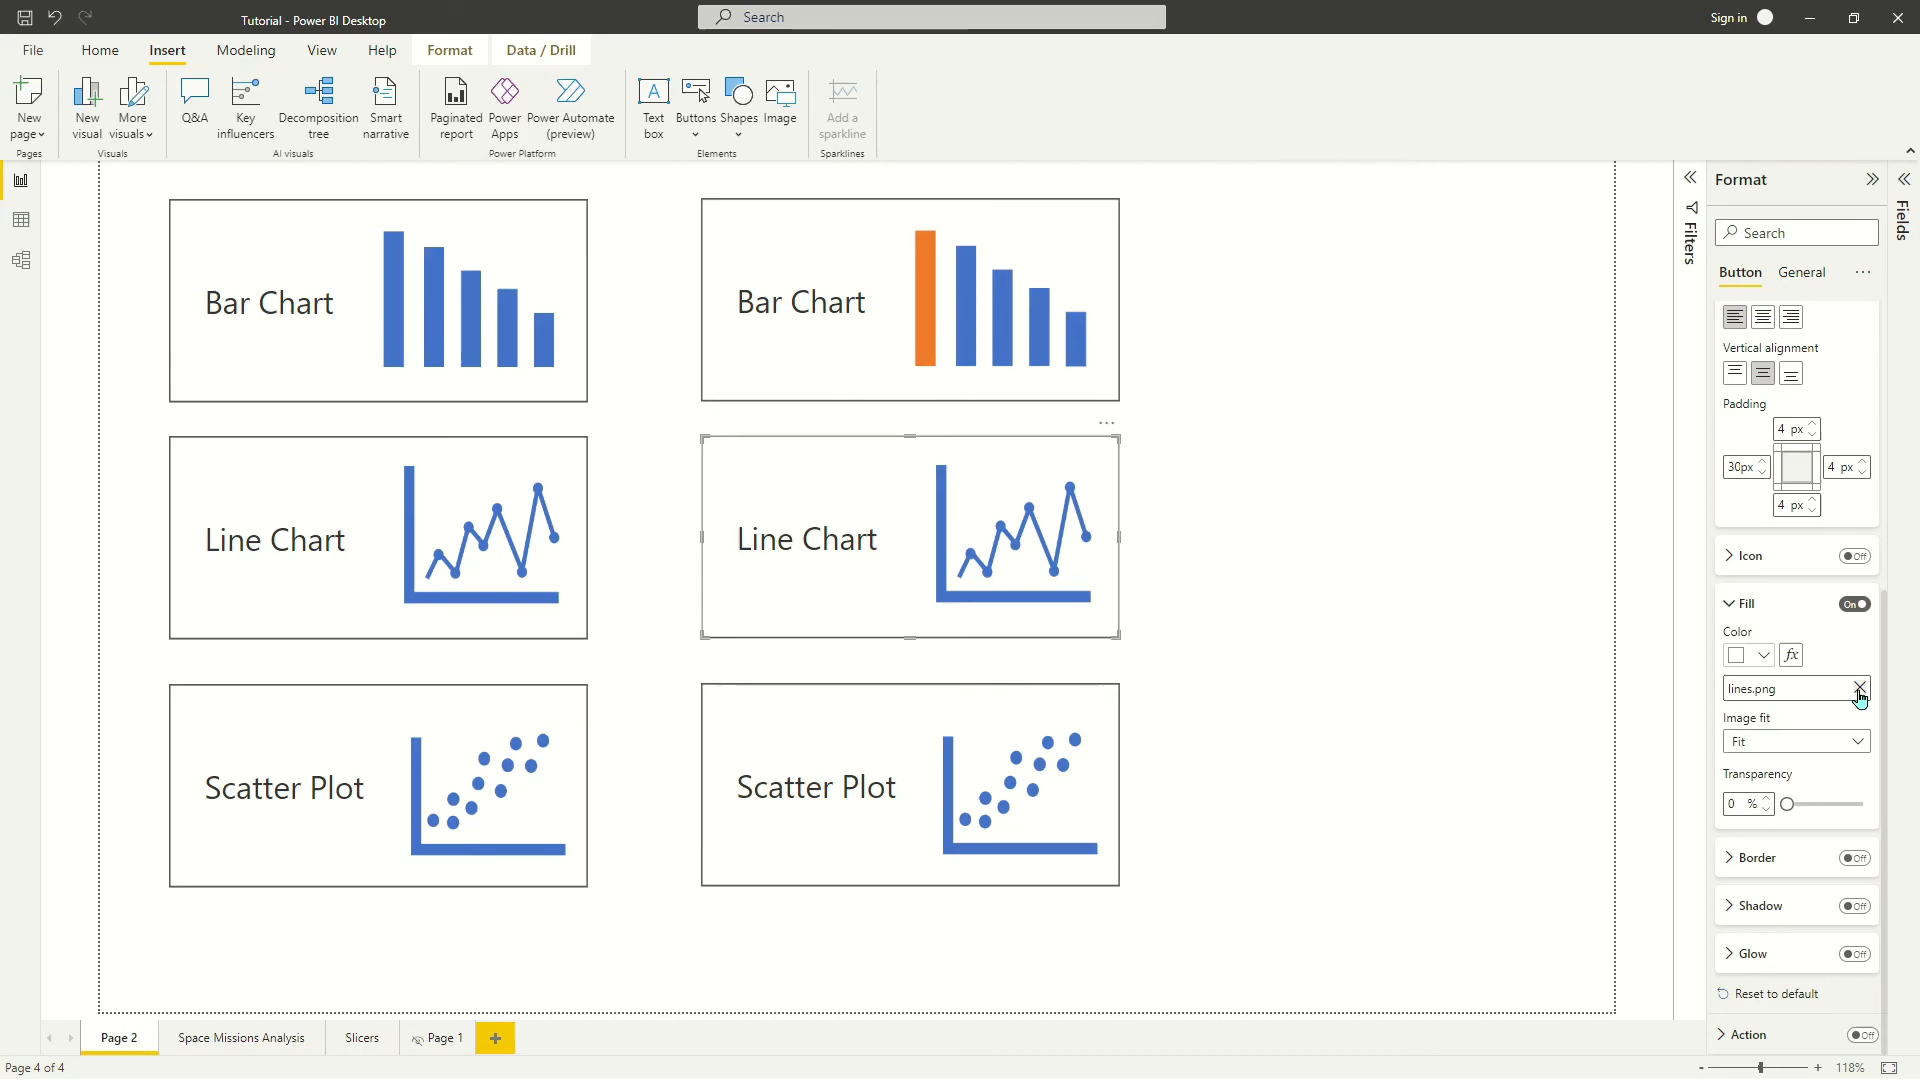 Tutorial - Power BI Desktop
Search
Sign in
File
Home
Insert
Modeling
View
Help
Format
Data / Drill
New page
New visual
More visuals
Q&A
Key influencers
Decomposition tree
Smart narrative
Paginated report
Power Apps
Power Automate (preview)
Text box
Buttons
Shapes
Image
Add a sparkline
Pages
Visuals
AI visuals
Power Platform
Elements
Sparklines
Bar Chart
Bar Chart
Line Chart
Line Chart
Scatter Plot
Scatter Plot
Filters
Format
Fields
Search
Button
General
Vertical alignment
Padding
4 px
30px
4 px
4 px
Icon
Off
Fill
On
Color
fx
lines.png
Image fit
Fit
Transparency
0 %
Border
Off
Shadow
Off
Glow
Off
Reset to default
Action
Off
Page 2
Space Missions Analysis
Slicers
Page 1
Page 4 of 4
118%